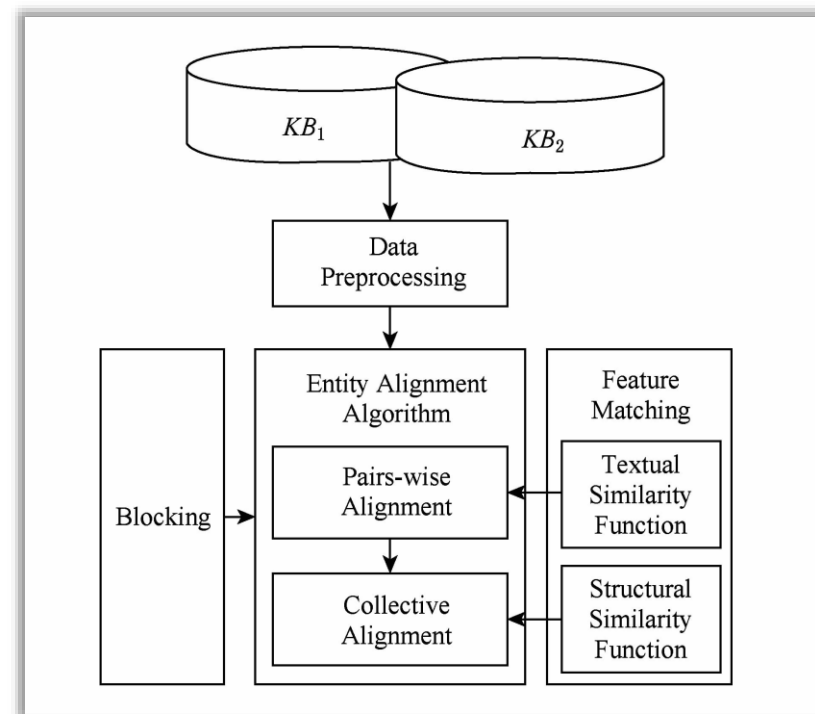 KB₁
KB₂
Data
Preprocessing
Blocking
Entity Alignment
Algorithm
Pairs-wise
Alignment
Collective
Alignment
Feature
Matching
Textual
Similarity
Function
Structural
Similarity
Function